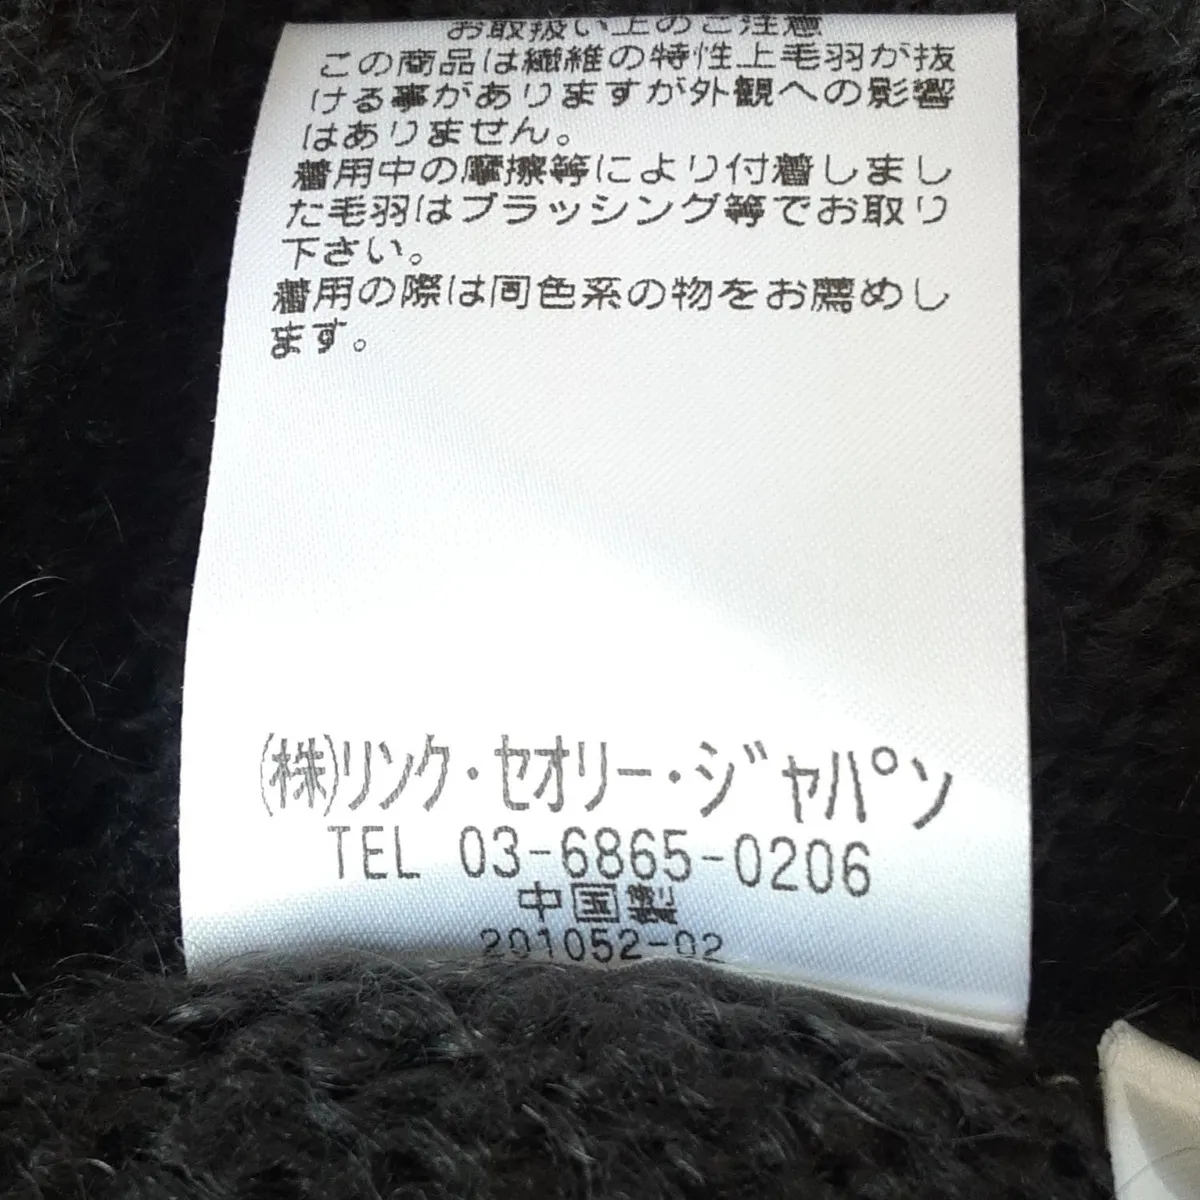 お取扱い上のご注意
この商品は繊維の特性上毛羽が抜
ける事がありますが外観への影響
はありません。
着用中の摩擦等により付着しまし
た毛羽はブラッシング等でお取り
下さい。
着用の際は同色系の物をお薦めし
ます。
(株)リンク・セオリー・ジャパン
TEL 03-6865-0206
中国製
201052-02